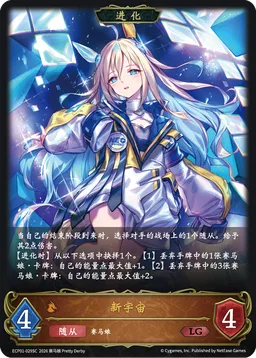 进化
当自己的结束阶段到来时，选择对手的战场上的1个随从。给予
其2点伤害。
【进化时】从以下选项中抉择1个。【1】丢弃手牌中的1张赛马
娘·卡牌：自己的能量点最大值+1。【2】丢弃手牌中的3张赛
马娘·卡牌：自己的能量点最大值+2。
新宇宙
4
随从 赛马娘 LG
4
ECP02-029SC 2026 赛马娘 Pretty Derby
© Cygames, Inc. Published by NetEase Games